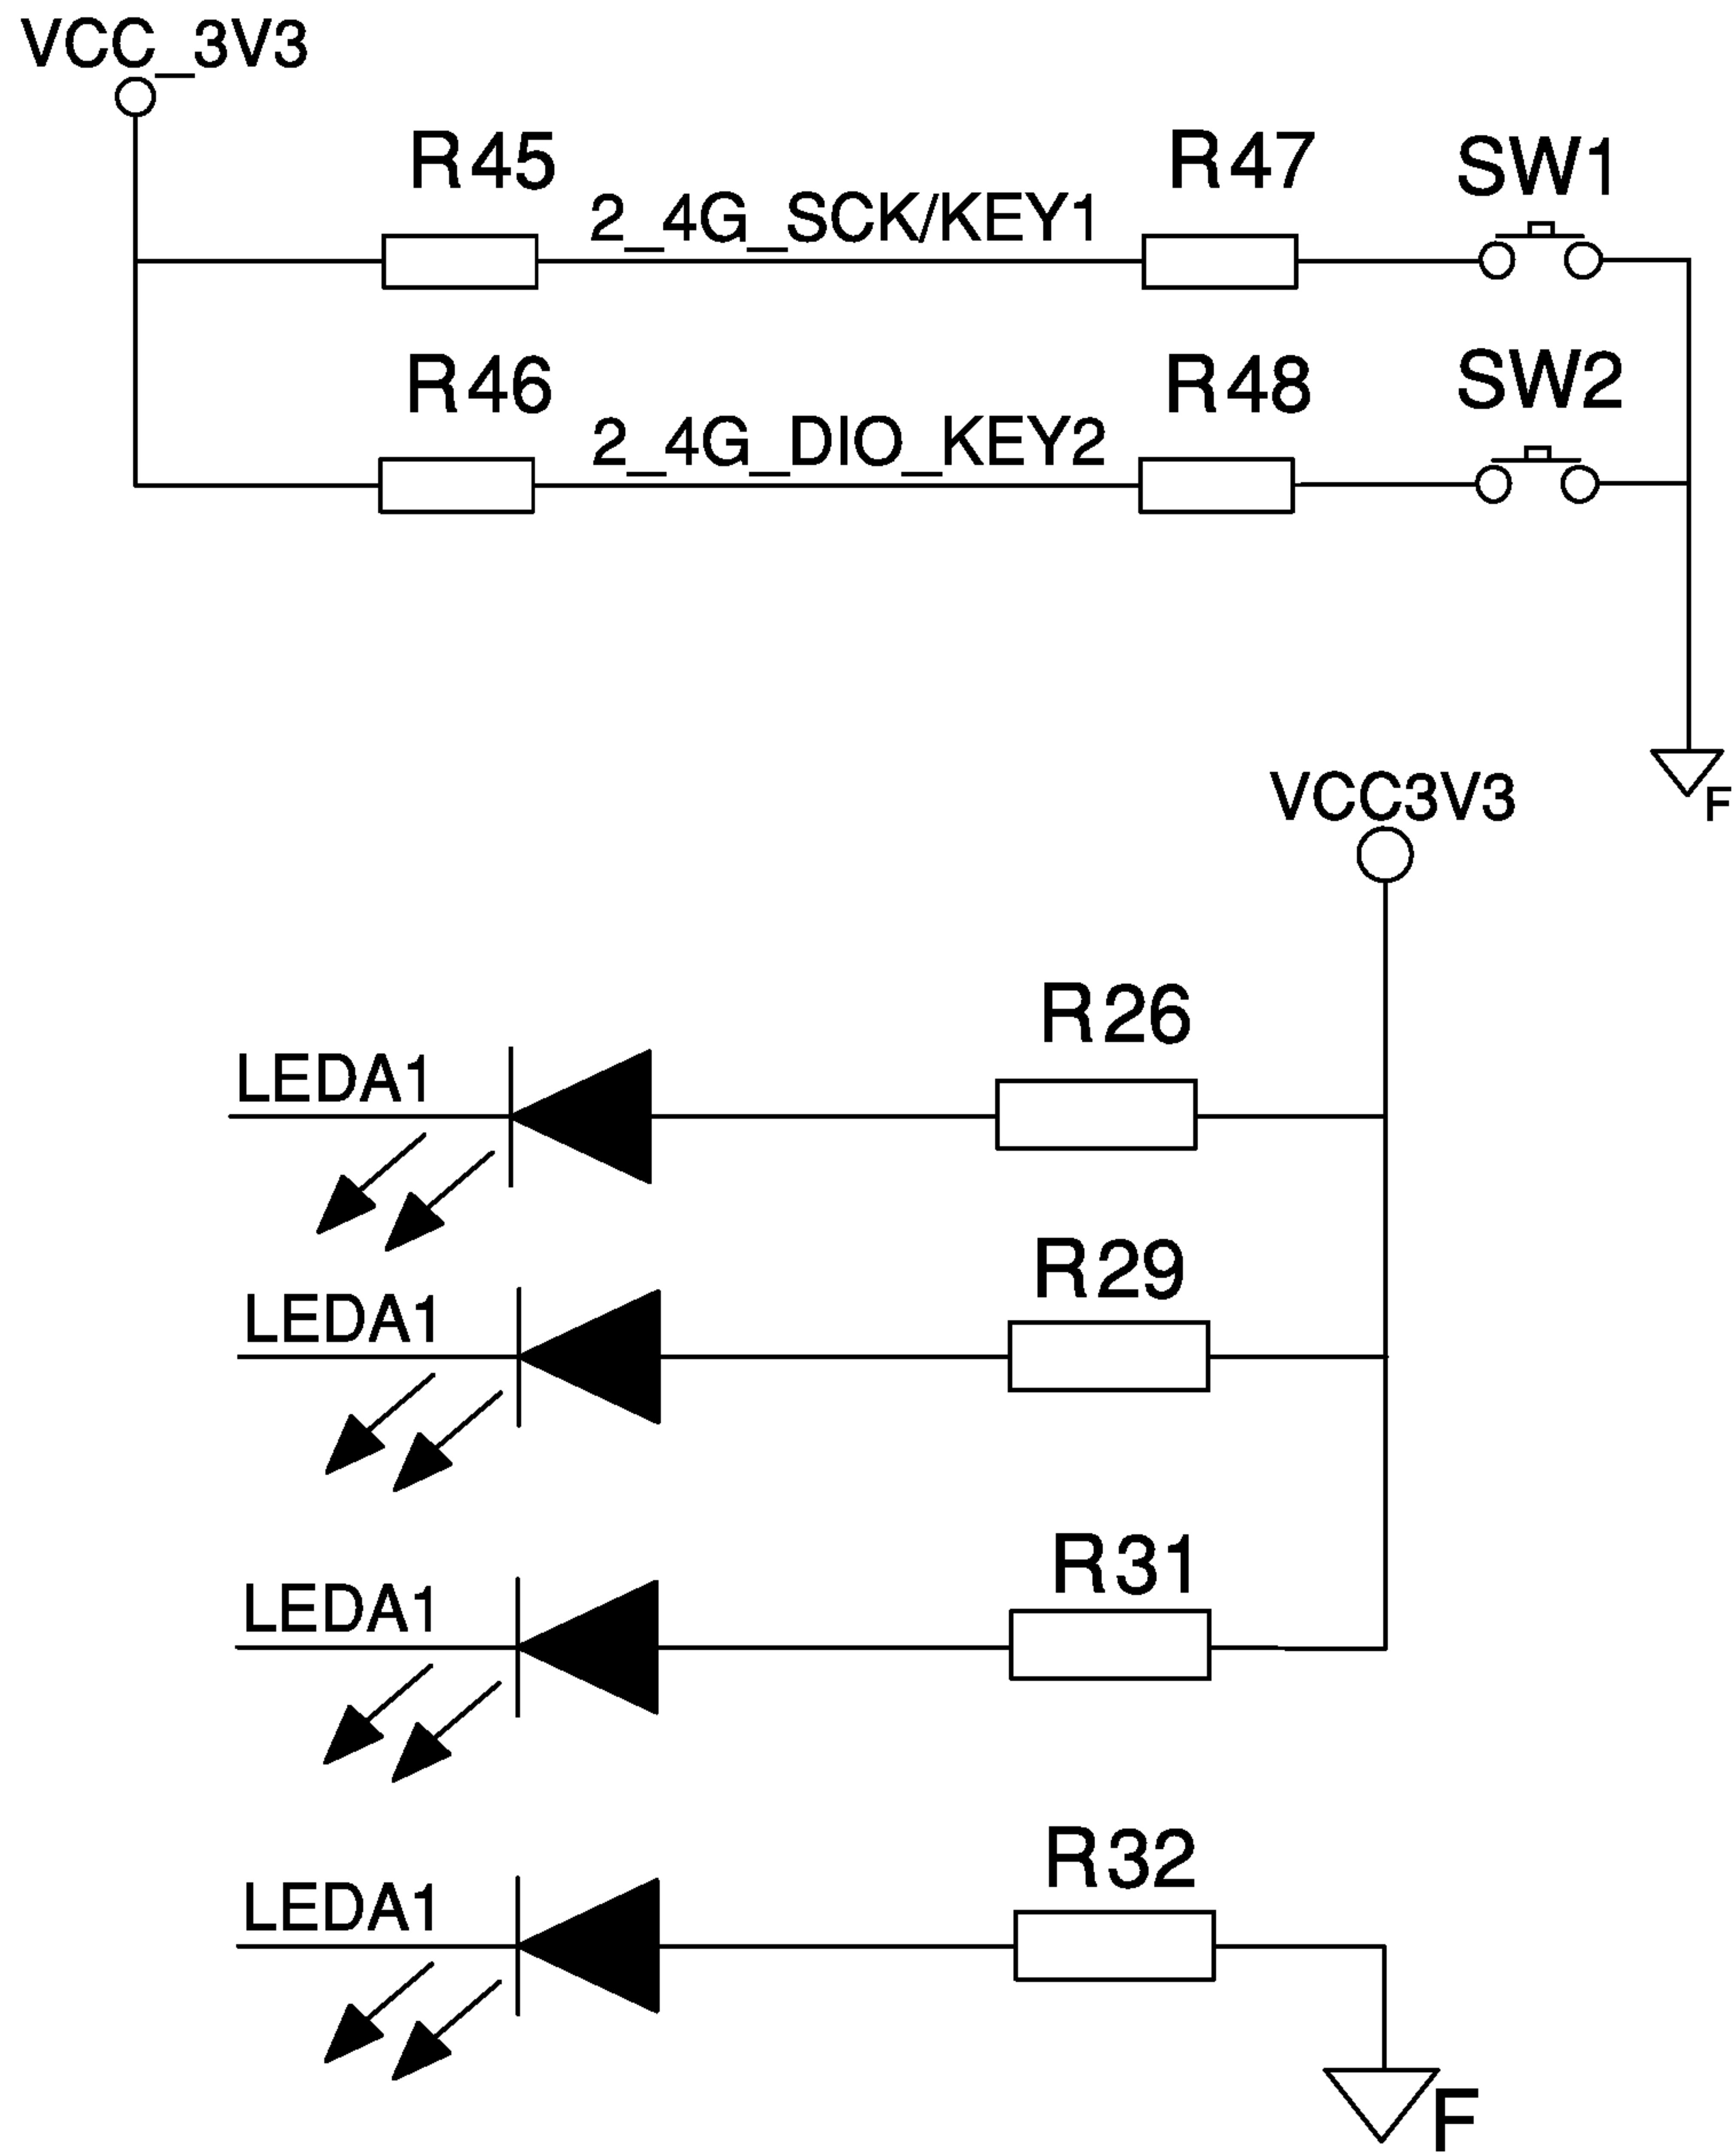 VCC_3V3
R45
R47
SW1
2_4G_SCK/KEY1
R46
R48
SW2
2_4G_DIO_KEY2
F
VCC3V3
R26
LEDA1
R29
LEDA1
R31
LEDA1
R32
LEDA1
F